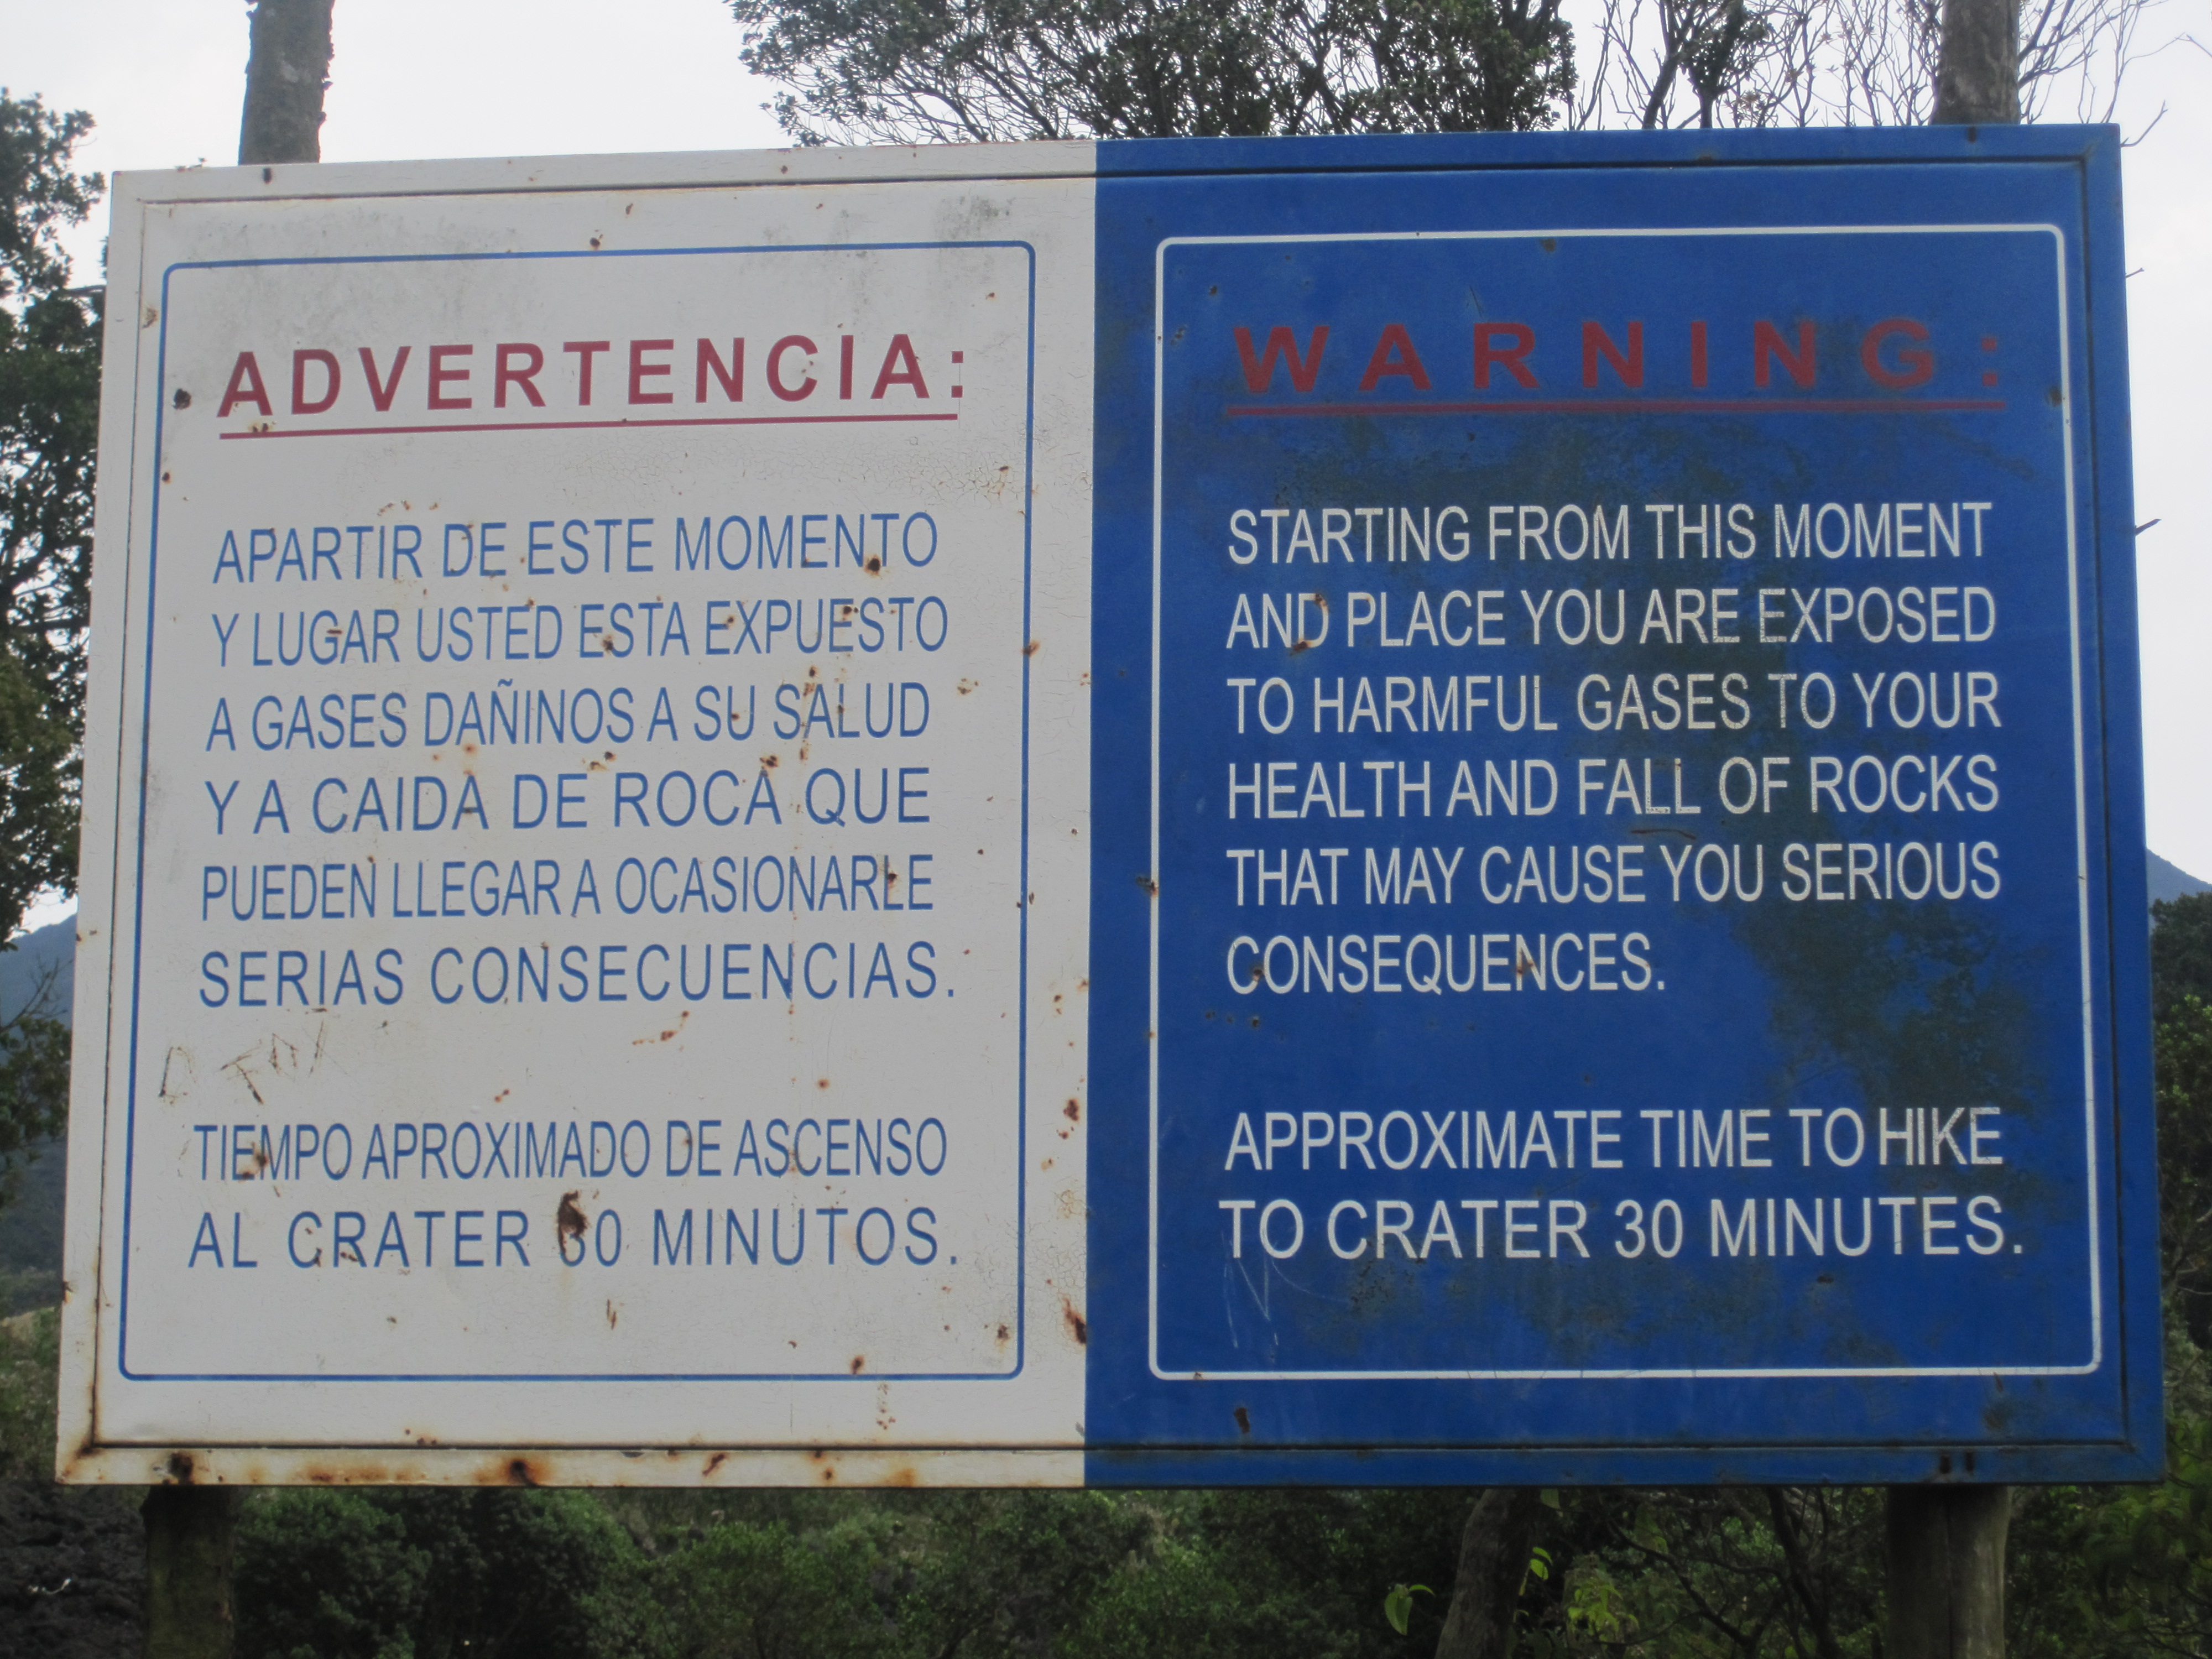 ADVERTENCIA:
APARTIR DE ESTE MOMENTO
Y LUGAR USTED ESTA EXPUESTO
A GASES DAÑINOS A SU SALUD
Y A CAIDA DE ROCA QUE
PUEDEN LLEGAR A OCASIONARLE
SERIAS CONSECUENCIAS.
TIEMPO APROXIMADO DE ASCENSO
AL CRATER 30 MINUTOS.
WARNING:
STARTING FROM THIS MOMENT
AND PLACE YOU ARE EXPOSED
TO HARMFUL GASES TO YOUR
HEALTH AND FALL OF ROCKS
THAT MAY CAUSE YOU SERIOUS
CONSEQUENCES.
APPROXIMATE TIME TO HIKE
TO CRATER 30 MINUTES.